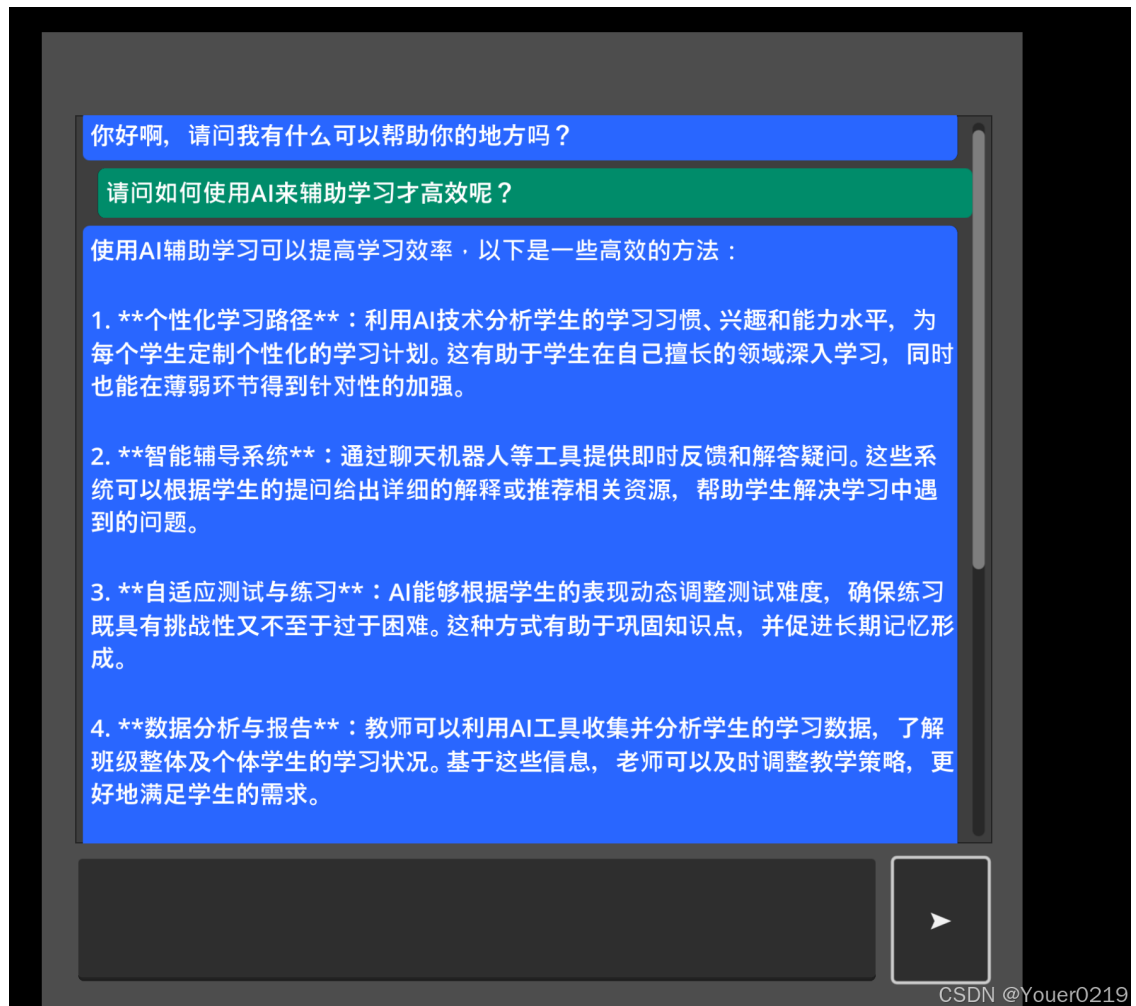 你好啊，请问我有什么可以帮助你的地方吗？
请问如何使用AI来辅助学习才高效呢？
使用AI辅助学习可以提高学习效率，以下是一些高效的方法：
1. **个性化学习路径**：利用AI技术分析学生的学习习惯、兴趣和能力水平，为
每个学生定制个性化的学习计划。这有助于学生在自己擅长的领域深入学习，同时
也能在薄弱环节得到针对性的加强。
2. **智能辅导系统**：通过聊天机器人等工具提供即时反馈和解答疑问。这些系
统可以根据学生的提问给出详细的解释或推荐相关资源，帮助学生解决学习中遇
到的问题。
3. **自适应测试与练习**：AI能够根据学生的表现动态调整测试难度，确保练习
既具有挑战性又不至于过于困难。这种方式有助于巩固知识点，并促进长期记忆形
成。
4. **数据分析与报告**：教师可以利用AI工具收集并分析学生的学习数据，了解
班级整体及个体学生的学习状况。基于这些信息，老师可以及时调整教学策略，更
好地满足学生的需求。
CSDN @Youer0219